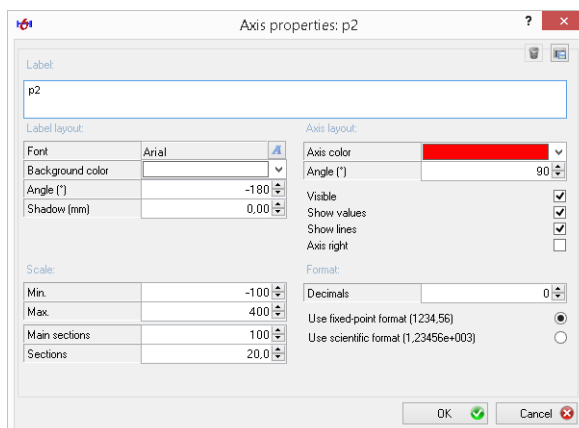 Axis properties: p2
?
Label:
p2
Label layout:
Font Arial A
Background color
Angle (°) -180
Shadow (mm) 0,00
Axis layout:
Axis color
Angle (°) 90
Visible
Show values
Show lines
Axis right
Scale:
Min. -100
Max. 400
Main sections 100
Sections 20,0
Format:
Decimals 0
Use fixed-point format (1234,56)
Use scientific format (1,23456e+003)
OK
Cancel